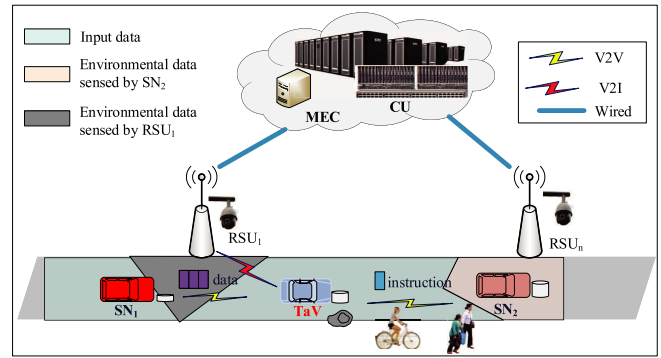 Input data
Environmental data
sensed by SN2
Environmental data
sensed by RSU1
MEC
CU
V2V
V2I
Wired
RSU1
RSUn
data
instruction
SN1
TaV
SN2